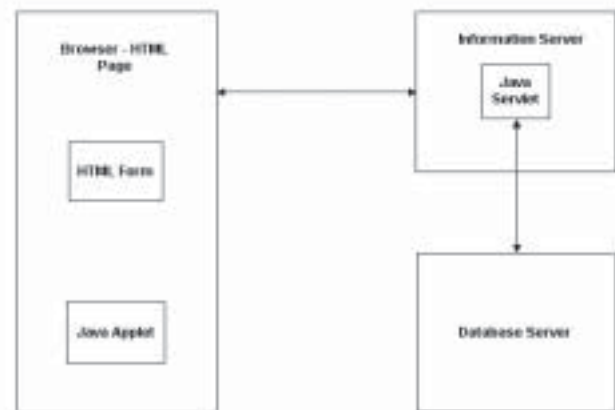 Browser - HTML
Page
HTML Form
Java Applet
Information Server
Java
Servlet
Database Server